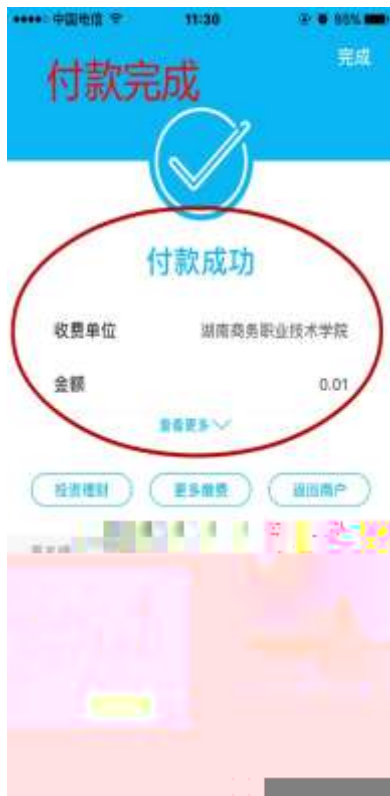 中国电信 11:30 95%
完成
付款完成
付款成功
收费单位 湖南商务职业技术学院
金额 0.01
查看更多
投资理财 更多缴费 返回商户